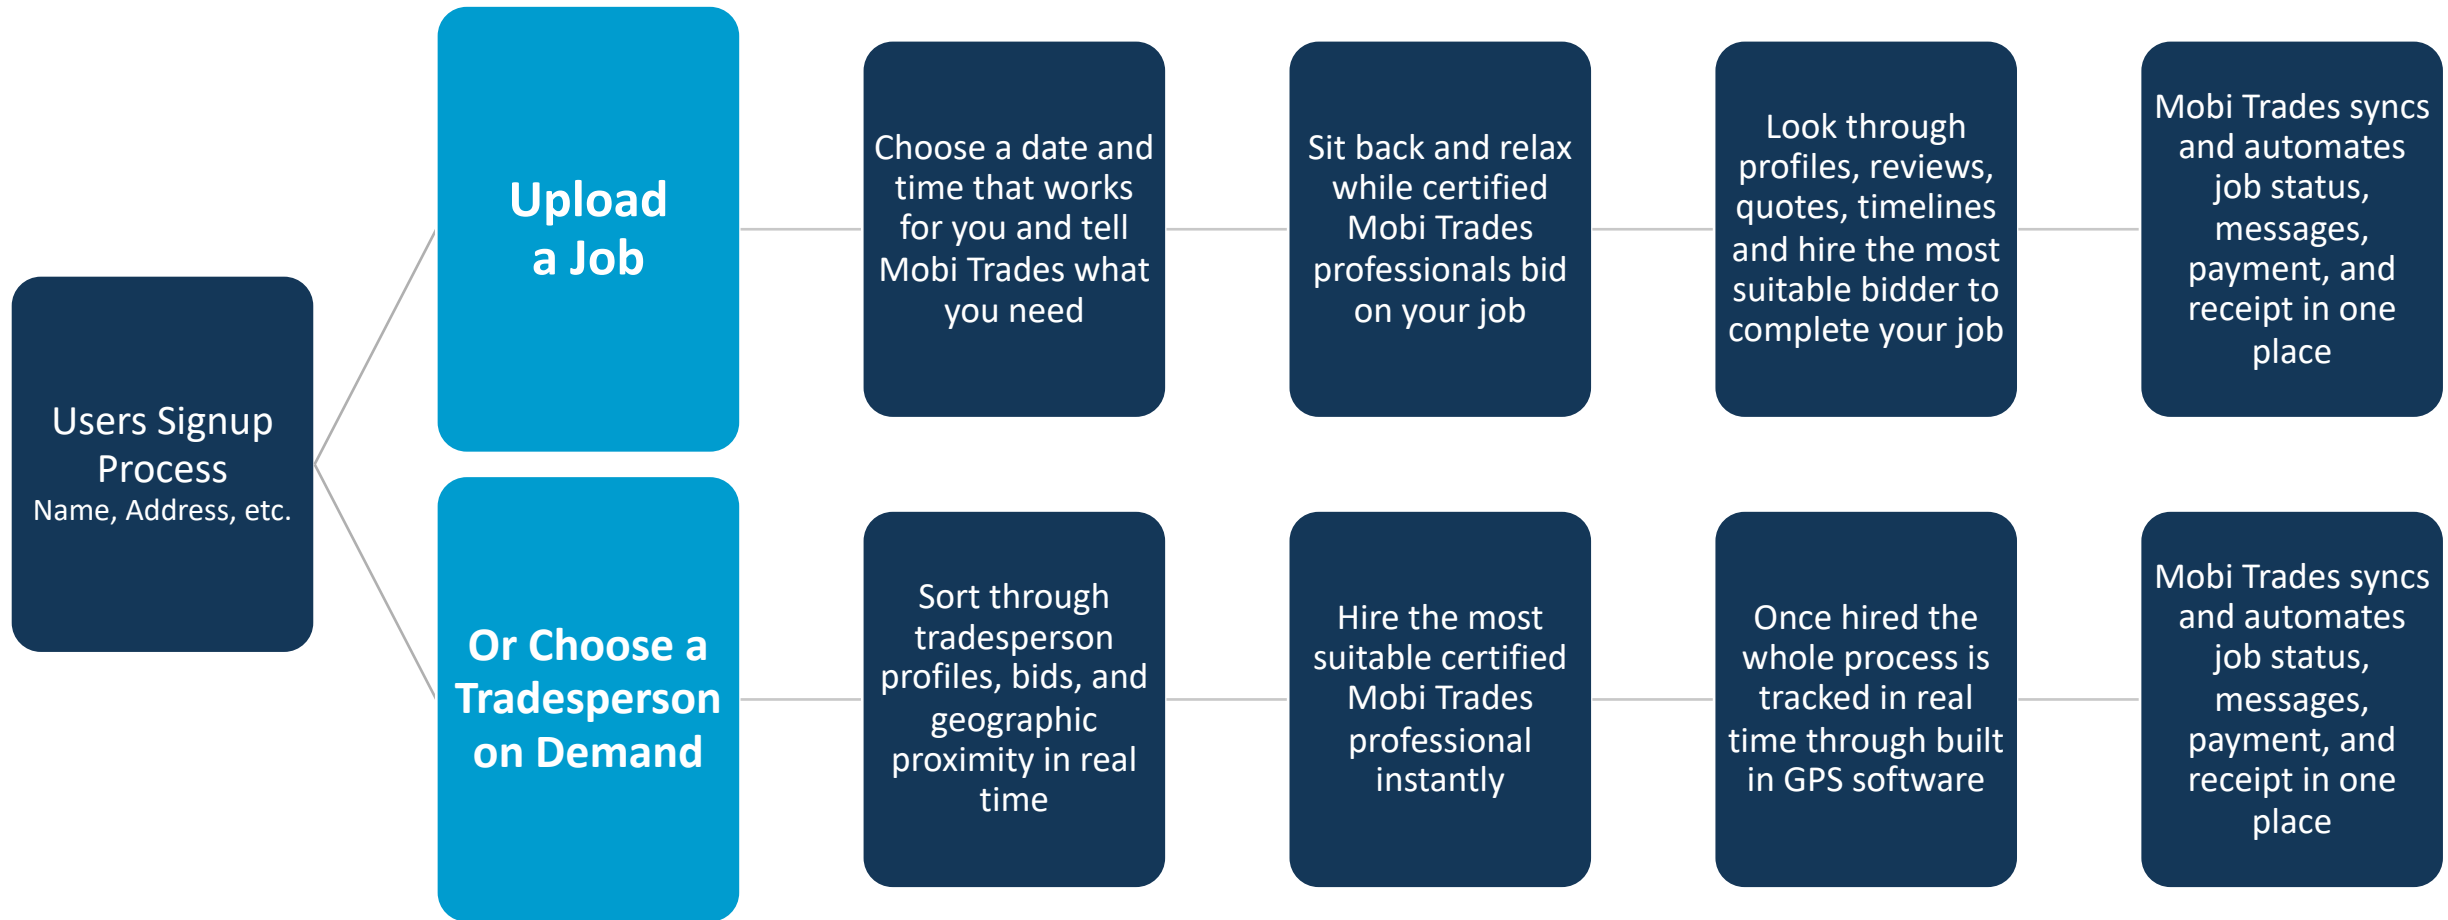 Users Signup
Process
Name, Address, etc.
Upload
a Job
Choose a date and
time that works
for you and tell
Mobi Trades what
you need
Sit back and relax
while certified
Mobi Trades
professionals bid
on your job
Look through
profiles, reviews,
quotes, timelines
and hire the most
suitable bidder to
complete your job
Mobi Trades syncs
and automates
job status,
messages,
payment, and
receipt in one
place
Or Choose a
Tradesperson
on Demand
Sort through
tradesperson
profiles, bids, and
geographic
proximity in real
time
Hire the most
suitable certified
Mobi Trades
professional
instantly
Once hired the
whole process is
tracked in real
time through built
in GPS software
Mobi Trades syncs
and automates
job status,
messages,
payment, and
receipt in one
place